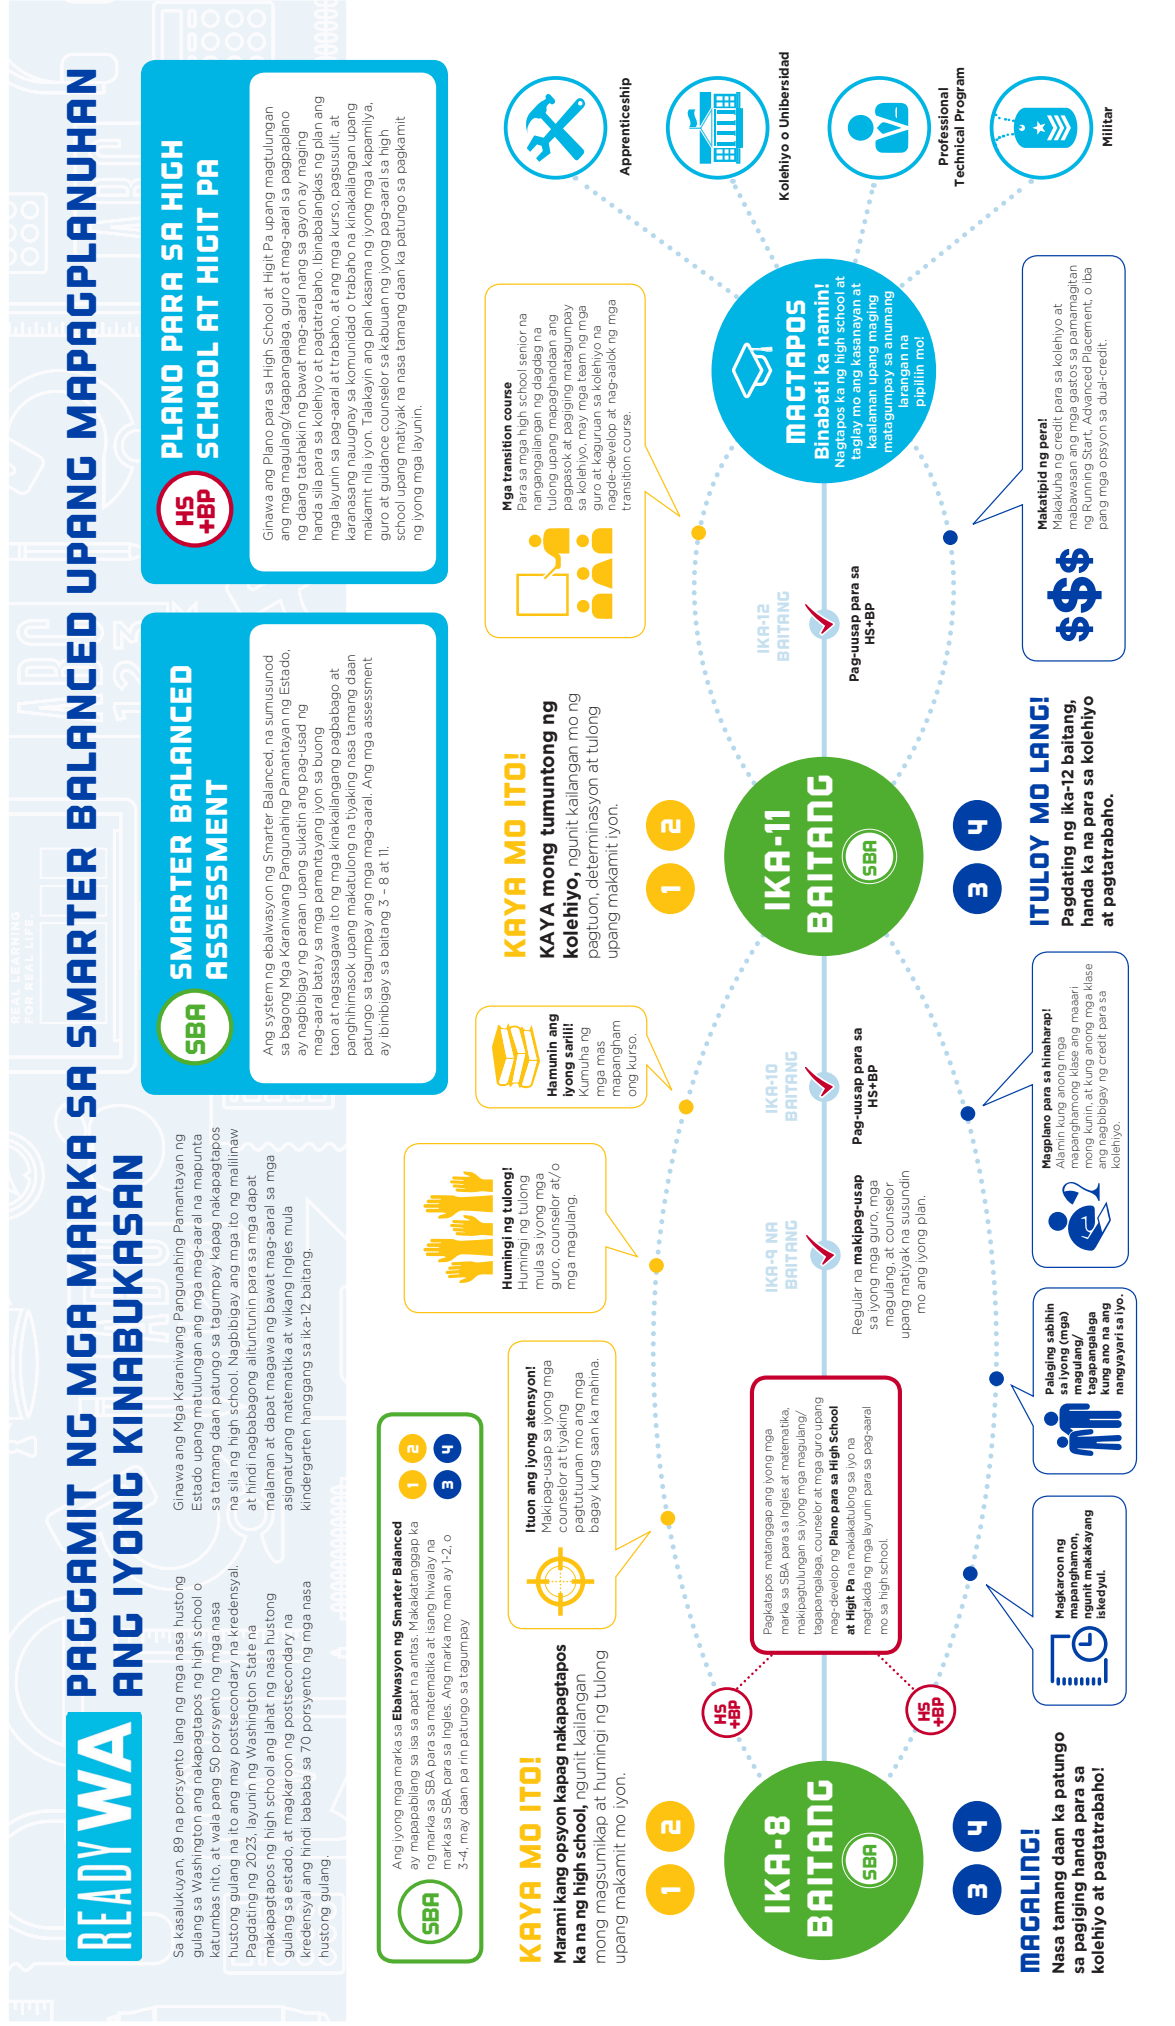 READY WA
PAGGAMIT NG MGA MARKA SA SMARTER BALANCED UPANG MAPAGPLANUHAN
ANG IYONG KINABUKASAN
Sa kasalukuyan, 89 na porsyento lang ng mga nasa hustong
gulang sa Washington ang nakapagtapos ng high school o
katumbas nito, at wala pang 50 porsyento ng mga nasa
hustong gulang na ito ang may postsecondary na kredensyal.
Pagdating ng 2023, layunin ng Washington State na
makapagtapos ng high school ang lahat ng nasa hustong
gulang sa estado, at magkaroon ng postsecondary na
kredensyal ang hindi bababa sa 70 porsyento ng mga nasa
hustong gulang.
Ginawa ang Mga Karaniwang Pangunahing Pamantayan ng
Estado upang matulungan ang mga mag-aaral na mapunta
sa tamang daan patungo sa tagumpay kapag nakapagtapos
na sila ng high school. Nagbibigay ang mga ito ng malilinaw
at hindi nagbabagong alituntunin para sa mga dapat
malaman at dapat magawa ng bawat mag-aaral sa mga
asignaturang matematika at wikang Ingles mula
kindergarten hanggang sa ika-12 baitang.
REAL LEARNING
FOR REAL LIFE.
SBA
SMARTER BALANCED
ASSESSMENT
Ang system ng ebalwasyon ng Smarter Balanced, na sumusunod
sa bagong Mga Karaniwang Pangunahing Pamantayan ng Estado,
ay nagbibigay ng paraan upang sukatin ang pag-usad ng
mag-aaral batay sa mga pamantayang iyon sa buong
taon at nagsasagawa ito ng mga kinakailangang pagbabago at
panghihimasok upang makatulong na tiyaking nasa tamang daan
patungo sa tagumpay ang mga mag-aaral. Ang mga assessment
ay ibinibigay sa baitang 3 - 8 at 11.
HS
+BP
PLANO PARA SA HIGH
SCHOOL AT HIGIT PA
Ginawa ang Plano para sa High School at Higit Pa upang magtulungan
ang mga magulang/tagapangalaga, guro at mag-aaral sa pagpaplano
ng daang tatahakin ng bawat mag-aaral nang sa gayon ay maging
handa sila para sa kolehiyo at pagtatrabaho. Ibinabalangkas ng plan ang
mga layunin sa pag-aaral at trabaho, at ang mga kurso, pagsusulit, at
karanasang nauugnay sa komunidad o trabaho na kinakailangan upang
makamit nila iyon. Talakayin ang plan kasama ng iyong mga kapamilya,
guro at guidance counselor sa kabuuan ng iyong pag-aaral sa high
school upang matiyak na nasa tamang daan ka patungo sa pagkamit
ng iyong mga layunin.
SBA
Ang iyong mga marka sa Ebalwasyon ng Smarter Balanced
ay mapapabilang sa isa sa apat na antas. Makakatanggap ka
ng marka sa SBA para sa matematika at isang hiwalay na
marka sa SBA para sa Ingles. Ang marka mo man ay 1-2, o
3-4, may daan pa rin patungo sa tagumpay
1 2
3 4
KAYA MO ITO!
Marami kang opsyon kapag nakapagtapos
ka na ng high school, ngunit kailangan
mong magsumikap at humingi ng tulong
upang makamit mo iyon.
1 2
IKA-8
BAITANG
SBA
3 4
MAGALING!
Nasa tamang daan ka patungo
sa pagiging handa para sa
kolehiyo at pagtatrabaho!
Ituon ang iyong atensyon!
Makipag-usap sa iyong mga
counselor at tiyaking
pagtutuunan mo ang mga
bagay kung saan ka mahina.
Humingi ng tulong!
Humingi ng tulong
mula sa iyong mga
guro, counselor at/o
mga magulang.
Hamunin ang
iyong sarili!
Kumuha ng
mga mas
mapangham
ong kurso.
HS
+BP
HS
+BP
Pagkatapos matanggap ang iyong mga
marka sa SBA para sa Ingles at matematika,
makipagtulungan sa iyong mga magulang/
tagapangalaga, counselor at mga guro upang
mag-develop ng Plano para sa High School
at Higit Pa na makakatulong sa iyo na
magtakda ng mga layunin para sa pag-aaral
mo sa high school.
IKA-9 NA
BAITANG
Regular na makipag-usap
sa iyong mga guro, mga
magulang, at counselor
upang matiyak na susundin
mo ang iyong plan.
IKA-10
BAITANG
Pag-uusap para sa
HS+BP
Magkaroon ng
mapanghamon,
ngunit makakayang
iskedyul.
Palaging sabihin
sa iyong (mga)
magulang/
tagapangalaga
kung ano na ang
nangyayari sa iyo.
Magplano para sa hinaharap!
Alamin kung anong mga
mapanghamong klase ang maaari
mong kunin, at kung anong mga klase
ang nagbibigay ng credit para sa
kolehiyo.
KAYA MO ITO!
KAYA mong tumuntong ng
kolehiyo, ngunit kailangan mo ng
pagtuon, determinasyon at tulong
upang makamit iyon.
1 2
IKA-11
BAITANG
SBA
3 4
ITULOY MO LANG!
Pagdating ng ika-12 baitang,
handa ka na para sa kolehiyo
at pagtatrabaho.
Mga transition course
Para sa mga high school senior na
nangangailangan ng dagdag na
tulong upang mapaghandaan ang
pagpasok at pagiging matagumpay
sa kolehiyo, may mga team ng mga
guro at kaguruan sa kolehiyo na
nagde-develop at nag-aalok ng mga
transition course.
IKA-12
BAITANG
Pag-uusap para sa
HS+BP
$$$
Makatipid ng pera!
Makakuha ng credit para sa kolehiyo at
mabawasan ang mga gastos sa pamamagitan
ng Running Start, Advanced Placement, o iba
pang mga opsyon sa dual-credit.
MAGTAPOS
Binabati ka namin!
Nagtapos ka ng high school at
taglay mo ang kasanayan at
kaalaman upang maging
matagumpay sa anumang
larangan na
pipiliin mo!
Apprenticeship
Kolehiyo o Unibersidad
Professional
Technical Program
Militar